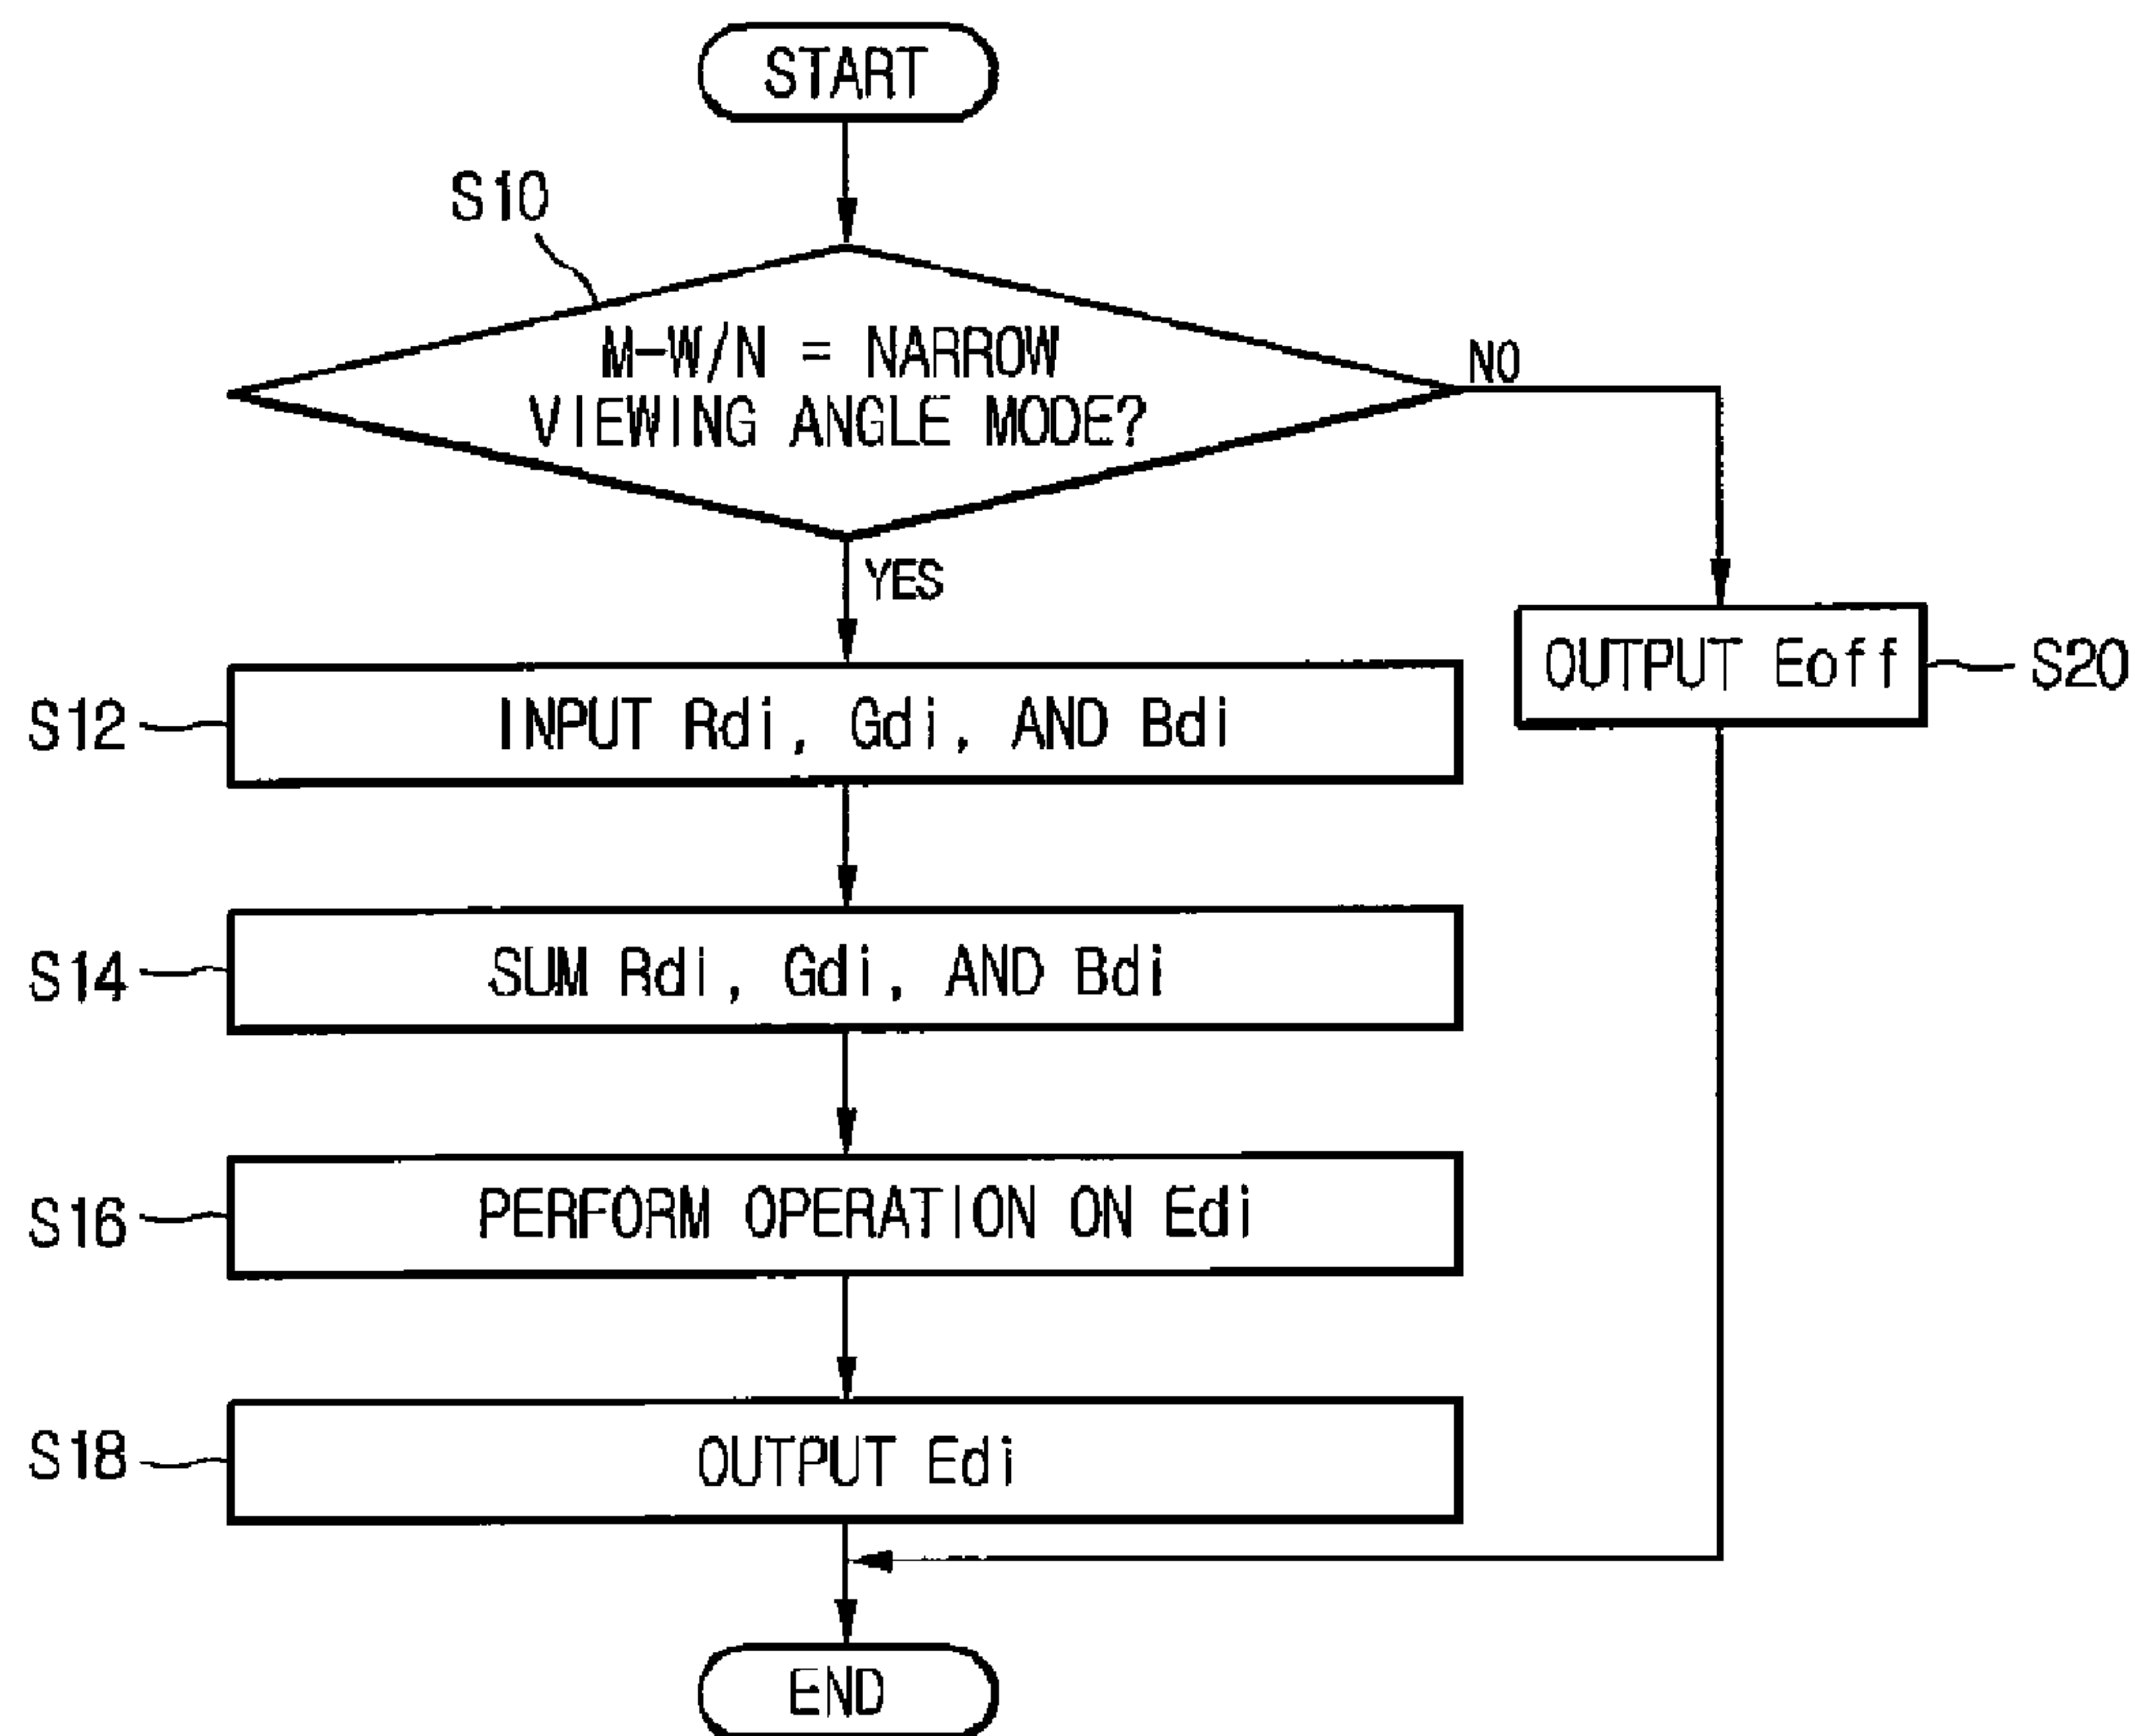 START
S10
M-W/N = NARROW
VIEWING ANGLE MODE?
NO
YES
OUTPUT Eoff
S20
S12
INPUT Rdi, Gdi, AND Bdi
S14
SUM Rdi, Gdi, AND Bdi
S16
PERFORM OPERATION ON Edi
S18
OUTPUT Edi
END